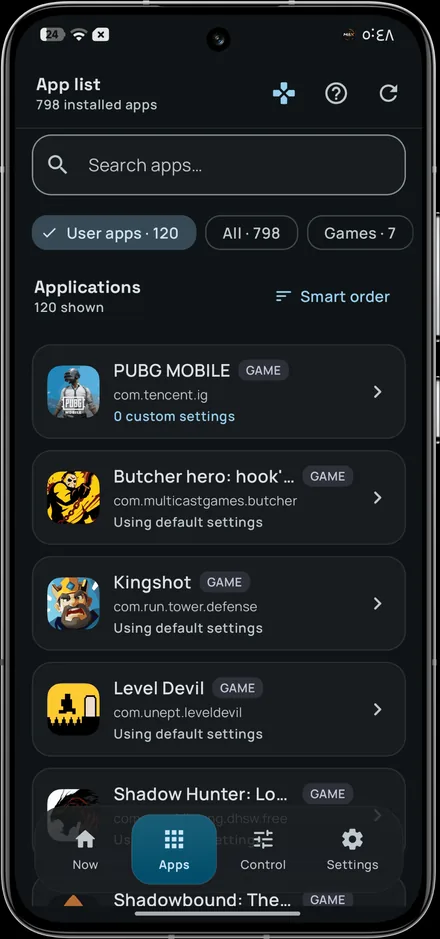 24
٥:٤٨
App list
798 installed apps
Search apps...
User apps · 120
All · 798
Games · 7
Applications
120 shown
Smart order
PUBG MOBILE GAME
com.tencent.ig
0 custom settings
Butcher hero: hook'... GAME
com.multicastgames.butcher
Using default settings
Kingshot GAME
com.run.tower.defense
Using default settings
Level Devil GAME
com.unept.leveldevil
Using default settings
Shadow Hunter: Lo... GAME
Now
Apps
Control
Settings
Shadowbound: The... GAME